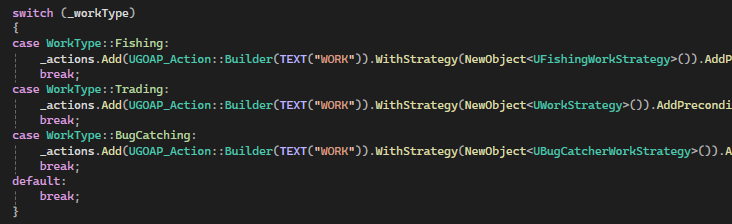 switch (_workType)
{
case WorkType::Fishing:
    _actions.Add(UGOAP_Action::Builder(TEXT("WORK")).WithStrategy(NewObject<UFishingWorkStrategy>()).AddP
    break;
case WorkType::Trading:
    _actions.Add(UGOAP_Action::Builder(TEXT("WORK")).WithStrategy(NewObject<UWorkStrategy>()).AddPrecondi
    break;
case WorkType::BugCatching:
    _actions.Add(UGOAP_Action::Builder(TEXT("WORK")).WithStrategy(NewObject<UBugCatcherWorkStrategy>()).A
    break;
default:
    break;
}